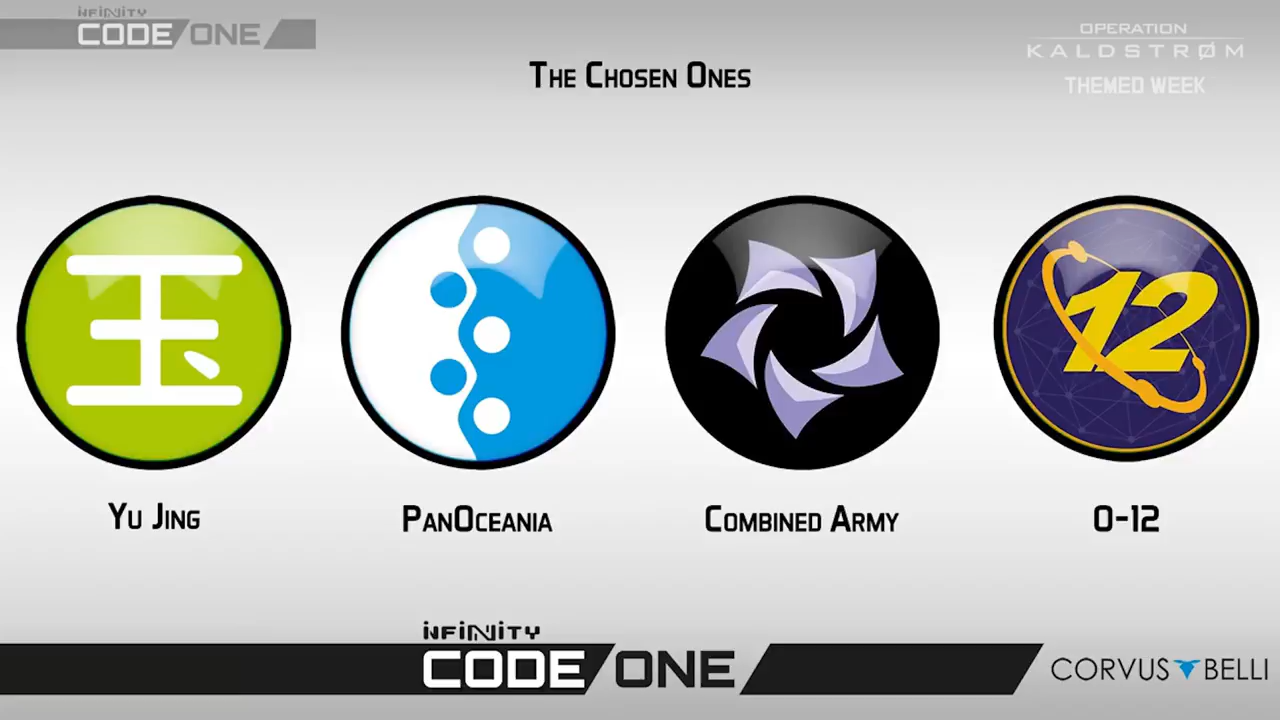 INFINITY
CODE ONE
OPERATION
KALDSTRØM
THEMED WEEK
THE CHOSEN ONES
玉
12
YU JING
PANOCEANIA
COMBINED ARMY
O-12
INFINITY
CODE ONE
CORVUS BELLI